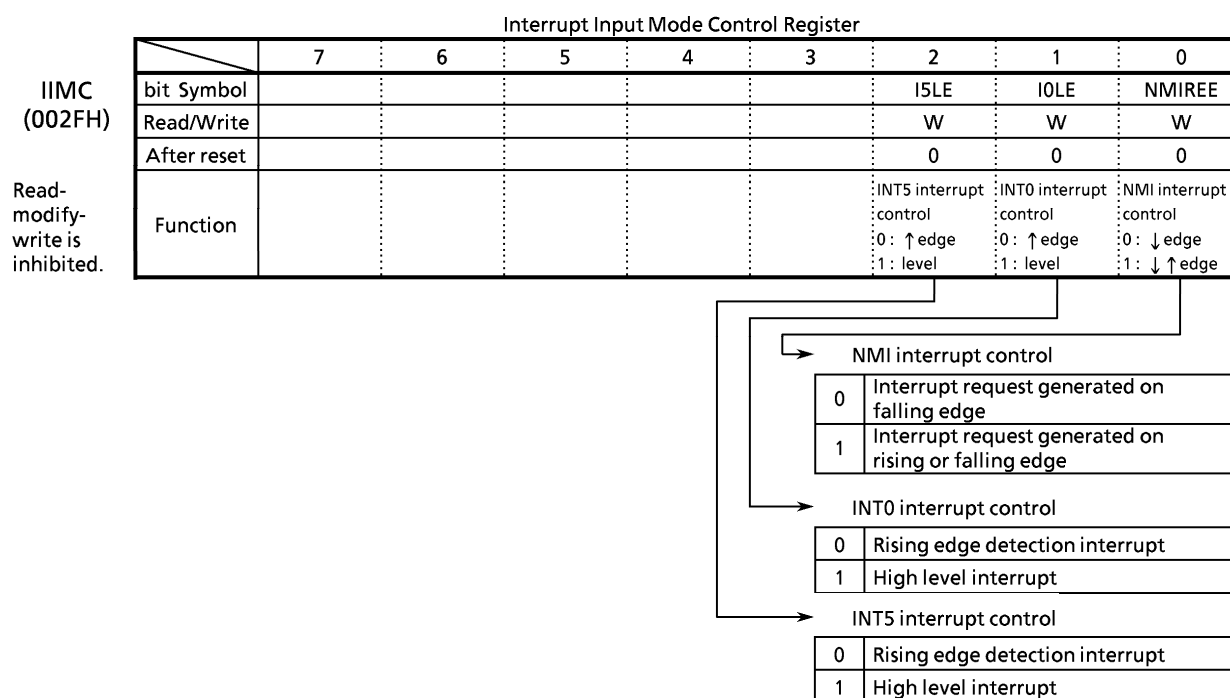 Interrupt Input Mode Control Register
7 6 5 4 3 2 1 0
IIMC
(002FH)
bit Symbol I5LE I0LE NMIREE
Read/Write W W W
After reset 0 0 0
Read-
modify-
write is
inhibited.
Function
INT5 interrupt
control
0 : ↑ edge
1 : level
INT0 interrupt
control
0 : ↑ edge
1 : level
NMI interrupt
control
0 : ↓ edge
1 : ↓ ↑ edge
NMI interrupt control
0 Interrupt request generated on
falling edge
1 Interrupt request generated on
rising or falling edge
INT0 interrupt control
0 Rising edge detection interrupt
1 High level interrupt
INT5 interrupt control
0 Rising edge detection interrupt
1 High level interrupt